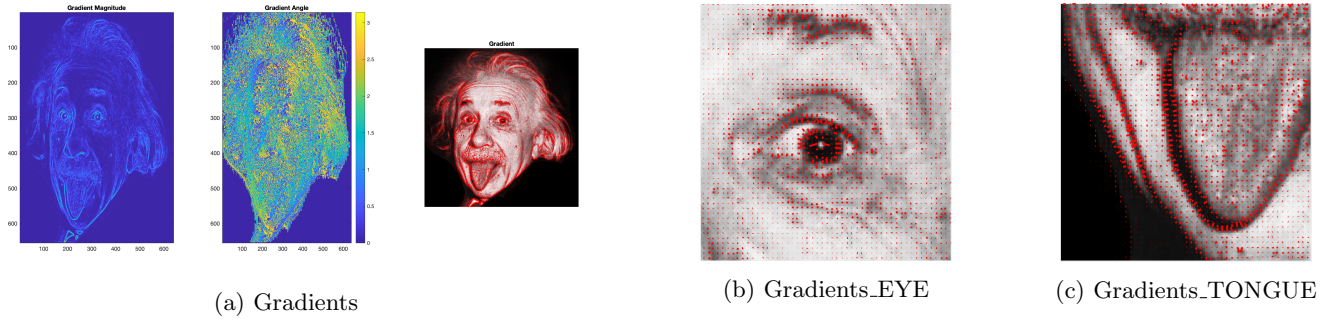 Gradient Magnitude
100
200
300
400
500
600
100 200 300 400 500 600
Gradient Angle
100
200
300
400
500
600
100 200 300 400 500 600
3
2.5
2
1.5
1
0.5
0
Gradient
(a) Gradients
(b) Gradients_EYE
(c) Gradients_TONGUE